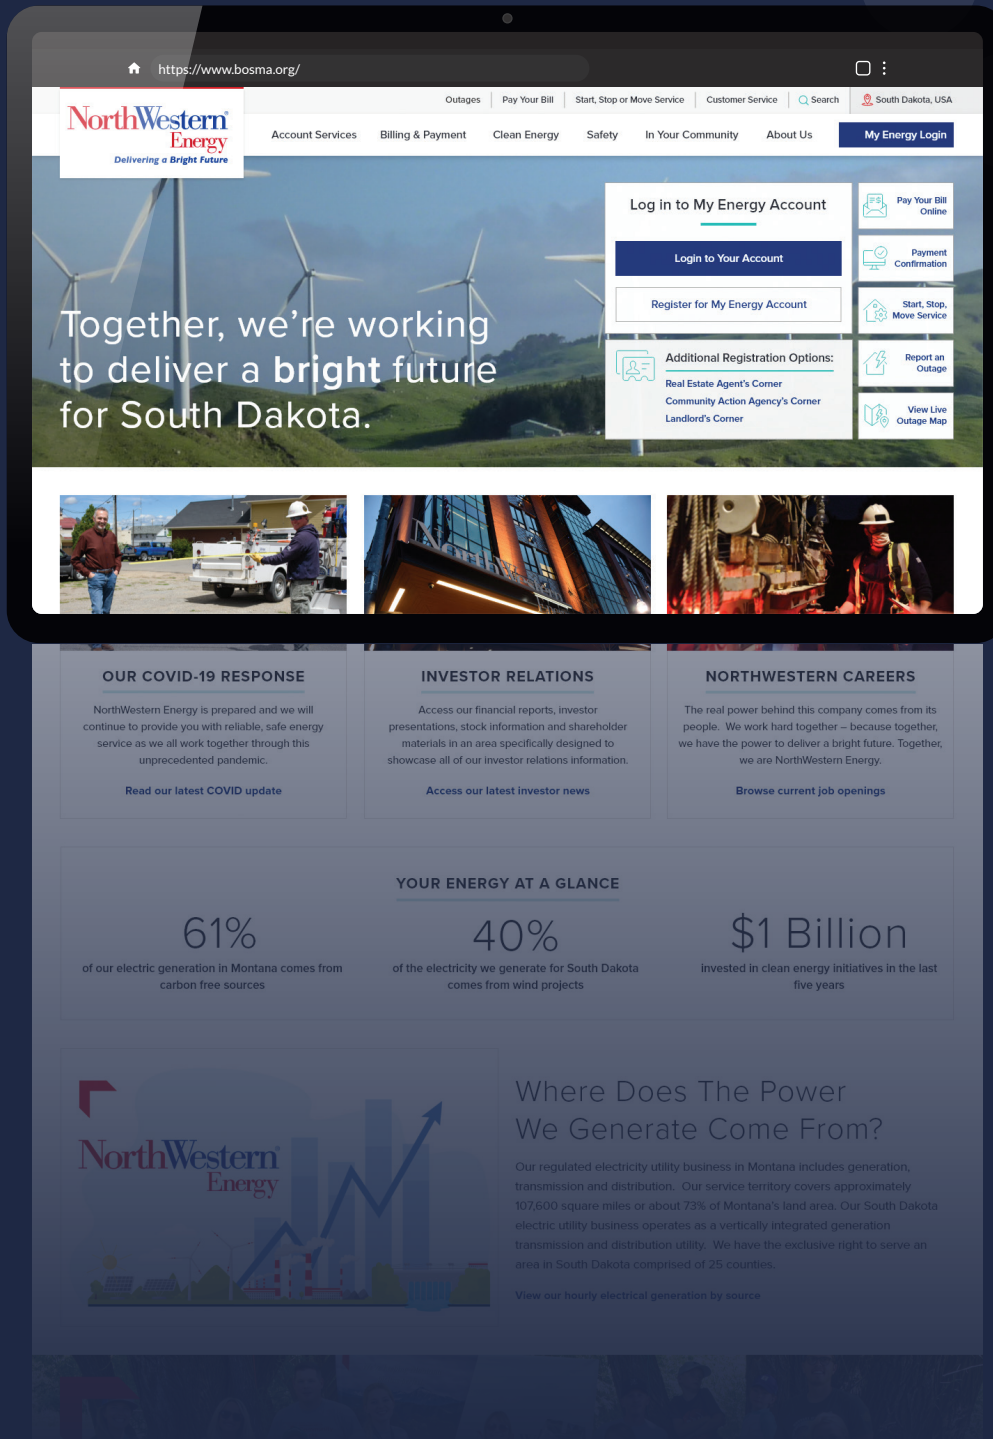 https://www.bosma.org/
Outages
Pay Your Bill
Start, Stop or Move Service
Customer Service
Search
South Dakota, USA
NorthWestern®
Energy
Delivering a Bright Future
Account Services
Billing & Payment
Clean Energy
Safety
In Your Community
About Us
My Energy Login
Together, we're working
to deliver a bright future
for South Dakota.
Log in to My Energy Account
Login to Your Account
Register for My Energy Account
Additional Registration Options:
Real Estate Agent's Corner
Community Action Agency's Corner
Landlord's Corner
Pay Your Bill
Online
Payment
Confirmation
Start, Stop,
Move Service
Report an
Outage
View Live
Outage Map
OUR COVID-19 RESPONSE
NorthWestern Energy is prepared and we will
continue to provide you with reliable, safe energy
service as we all work together through this
unprecedented pandemic.
Read our latest COVID update
INVESTOR RELATIONS
Access our financial reports, investor
presentations, stock information and shareholder
materials in an area specifically designed to
showcase all of our investor relations information.
Access our latest investor news
NORTHWESTERN CAREERS
The real power behind this company comes from its
people. We work hard together – because together,
we have the power to deliver a bright future. Together,
we are NorthWestern Energy.
Browse current job openings
YOUR ENERGY AT A GLANCE
61%
of our electric generation in Montana comes from
carbon free sources
40%
of the electricity we generate for South Dakota
comes from wind projects
$1 Billion
invested in clean energy initiatives in the last
five years
NorthWestern
Energy
Where Does The Power
We Generate Come From?
Our regulated electricity utility business in Montana includes generation,
transmission and distribution. Our service territory covers approximately
107,600 square miles or about 73% of Montana's land area. Our South Dakota
electric utility business operates as a vertically integrated generation
transmission and distribution utility. We have the exclusive right to serve an
area in South Dakota comprised of 25 counties.
View our hourly electrical generation by source